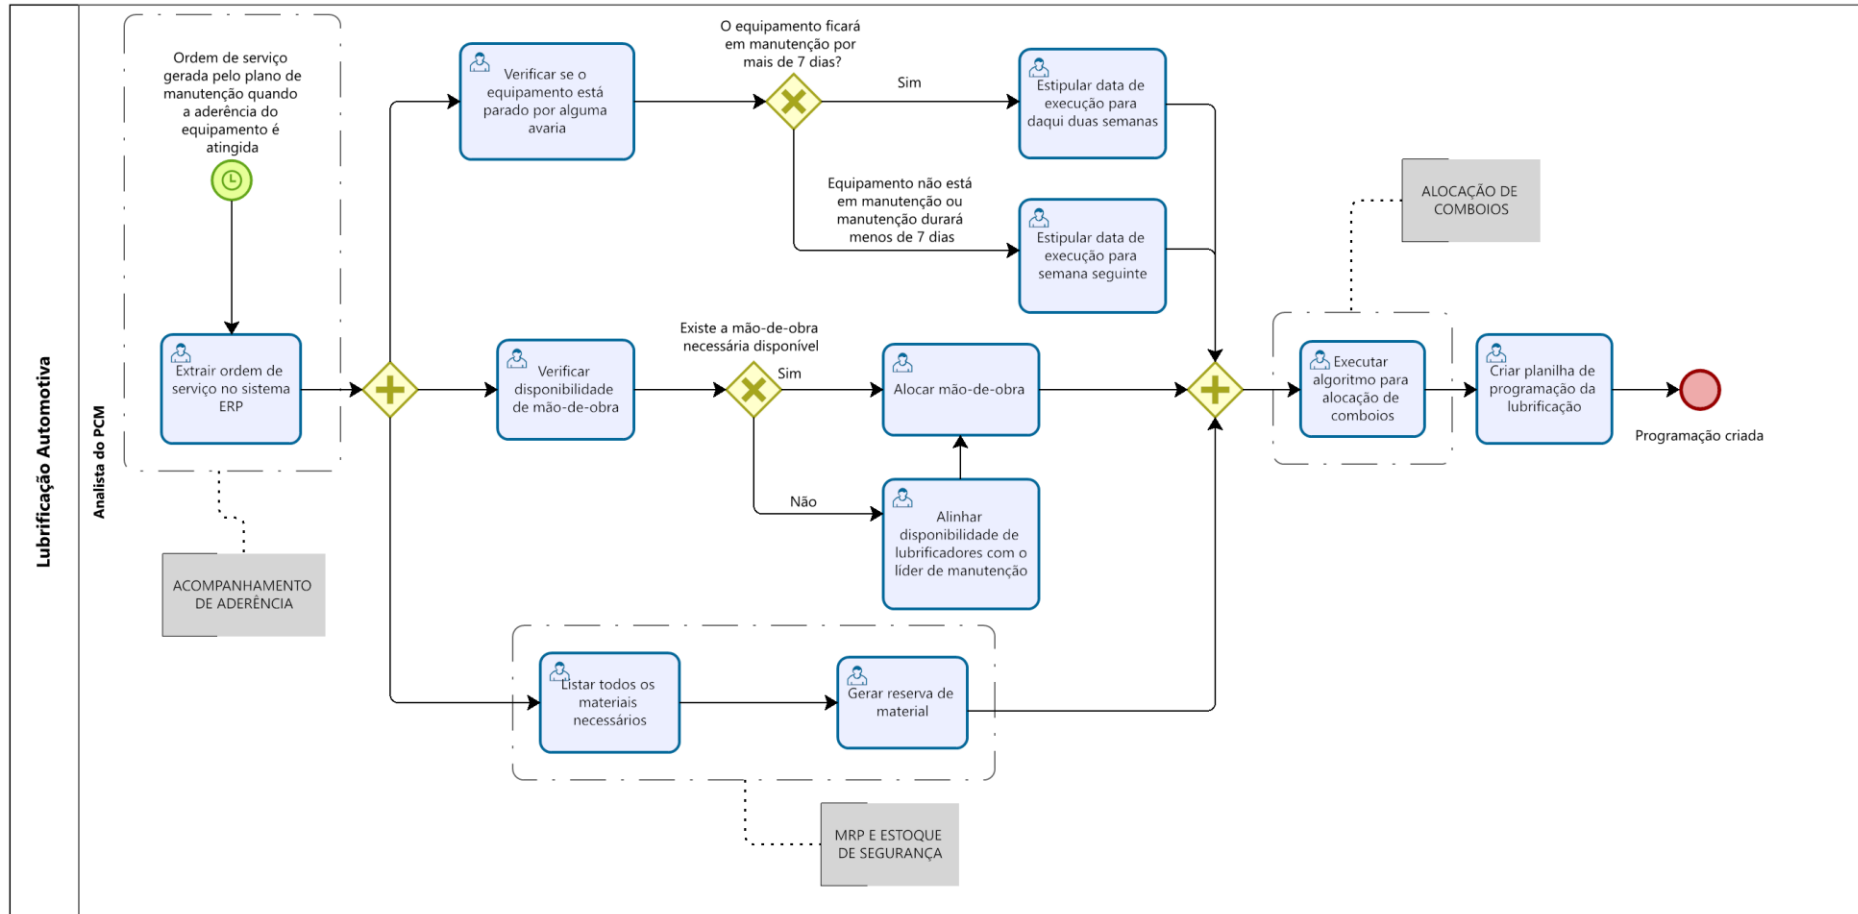 Lubrificação Automotiva
Analista do PCM
Ordem de serviço
gerada pelo plano de
manutenção quando
a aderência do
equipamento é
atingida
Extrair ordem de
serviço no sistema
ERP
ACOMPANHAMENTO
DE ADERÊNCIA
Verificar se o
equipamento está
parado por alguma
avaria
O equipamento ficará
em manutenção por
mais de 7 dias?
Sim
Estipular data de
execução para
daqui duas semanas
Equipamento não está
em manutenção ou
manutenção durará
menos de 7 dias
Estipular data de
execução para
semana seguinte
Verificar
disponibilidade
de mão-de-obra
Existe a mão-de-obra
necessária disponível
Sim
Alocar mão-de-obra
Não
Alinhar
disponibilidade de
lubrificadores com o
líder de manutenção
Listar todos os
materiais
necessários
Gerar reserva de
material
MRP E ESTOQUE
DE SEGURANÇA
ALOCAÇÃO DE
COMBOIOS
Executar
algoritmo para
alocação de
comboios
Criar planilha de
programação da
lubrificação
Programação criada